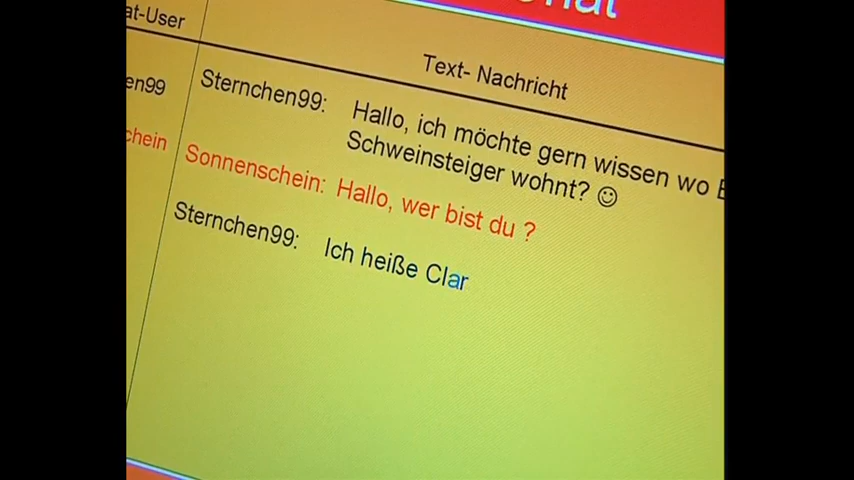 at-User
Text- Nachricht
en99
Sternchen99: Hallo, ich möchte gern wissen wo
Schweinsteiger wohnt? ☺
chein
Sonnenschein: Hallo, wer bist du ?
Sternchen99: Ich heiße Clar